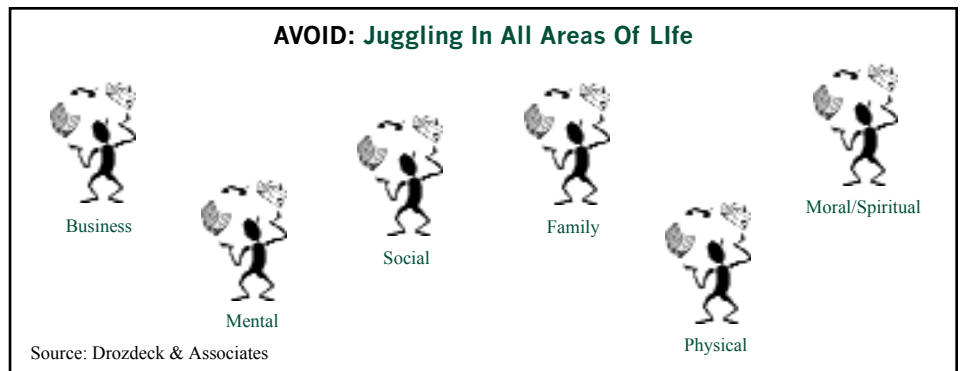 AVOID: Juggling In All Areas Of LIfe
Business
Mental
Social
Family
Physical
Moral/Spiritual
Source: Drozdeck & Associates